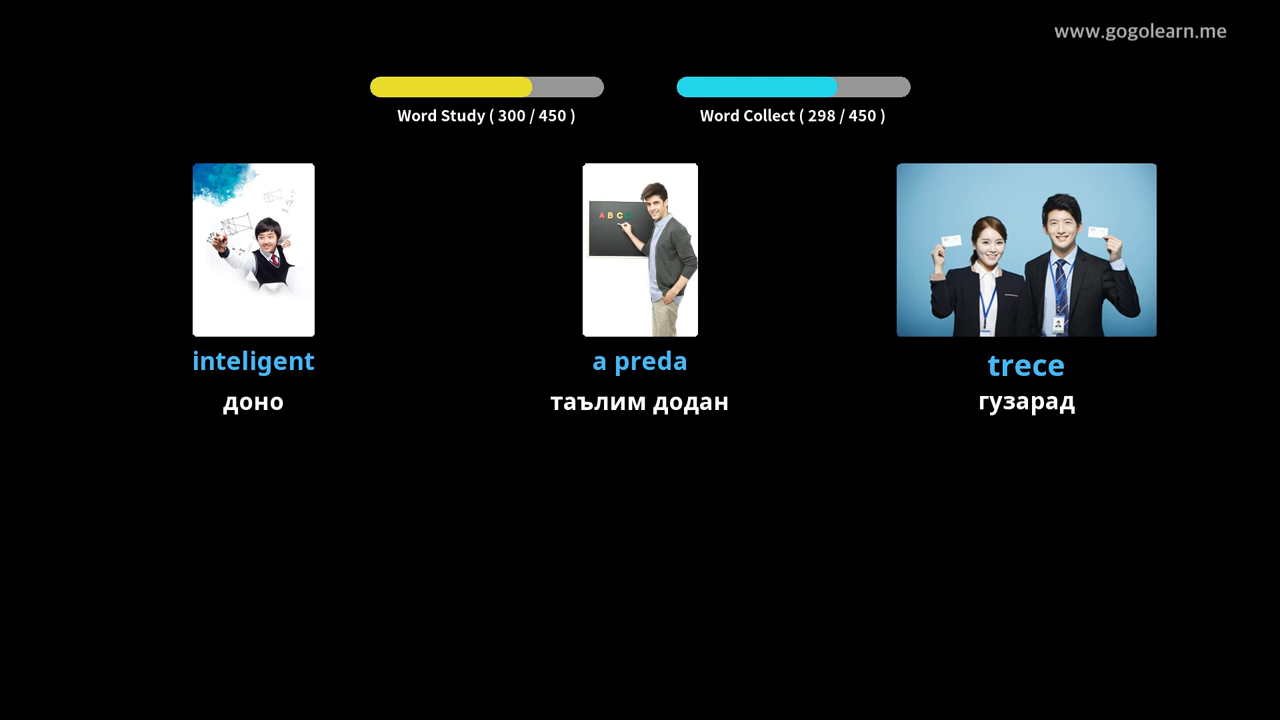 www.gogolearn.me
Word Study ( 300 / 450 )
Word Collect ( 298 / 450 )
A B C D
inteligent
a preda
trece
доно
таълим додан
гузарад